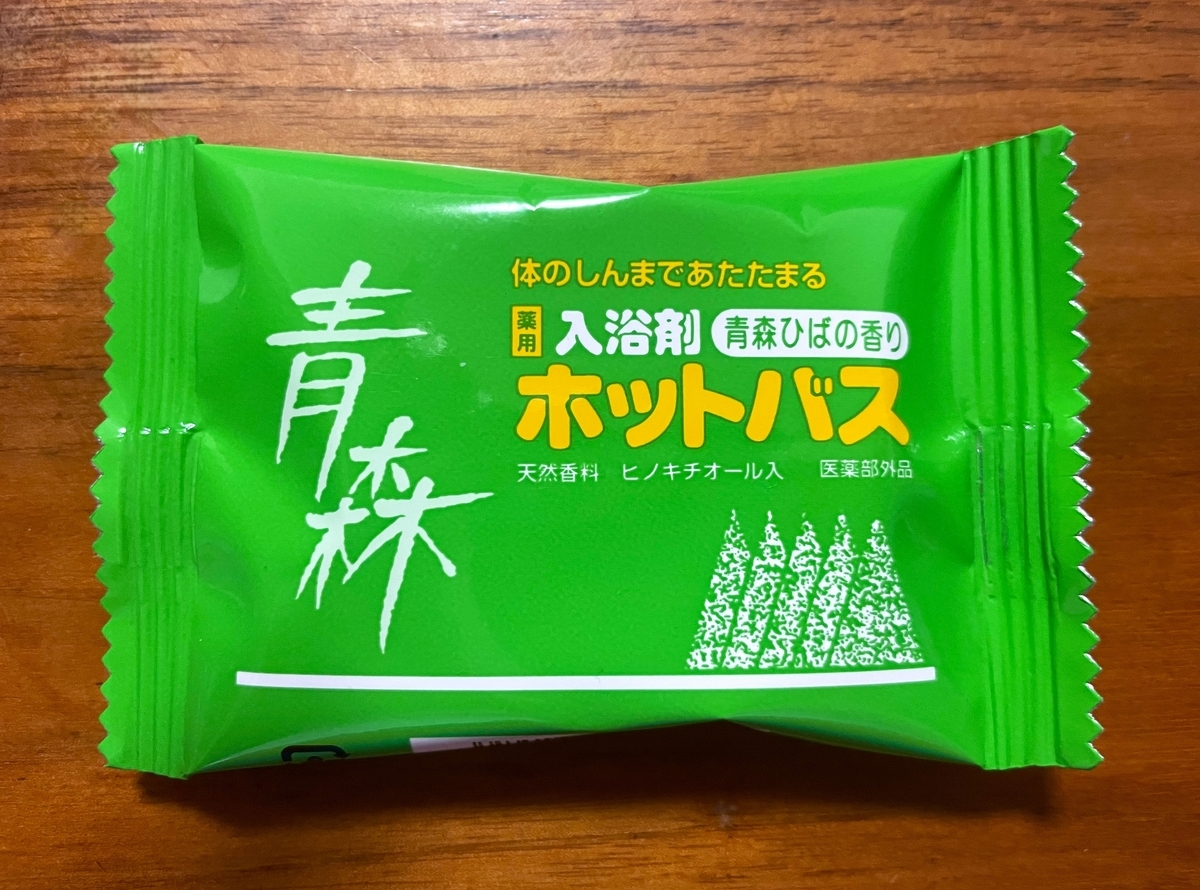 青森
体のしんまであたたまる
薬用 入浴剤 青森ひばの香り
ホットバス
天然香料 ヒノキチオール入 医薬部外品